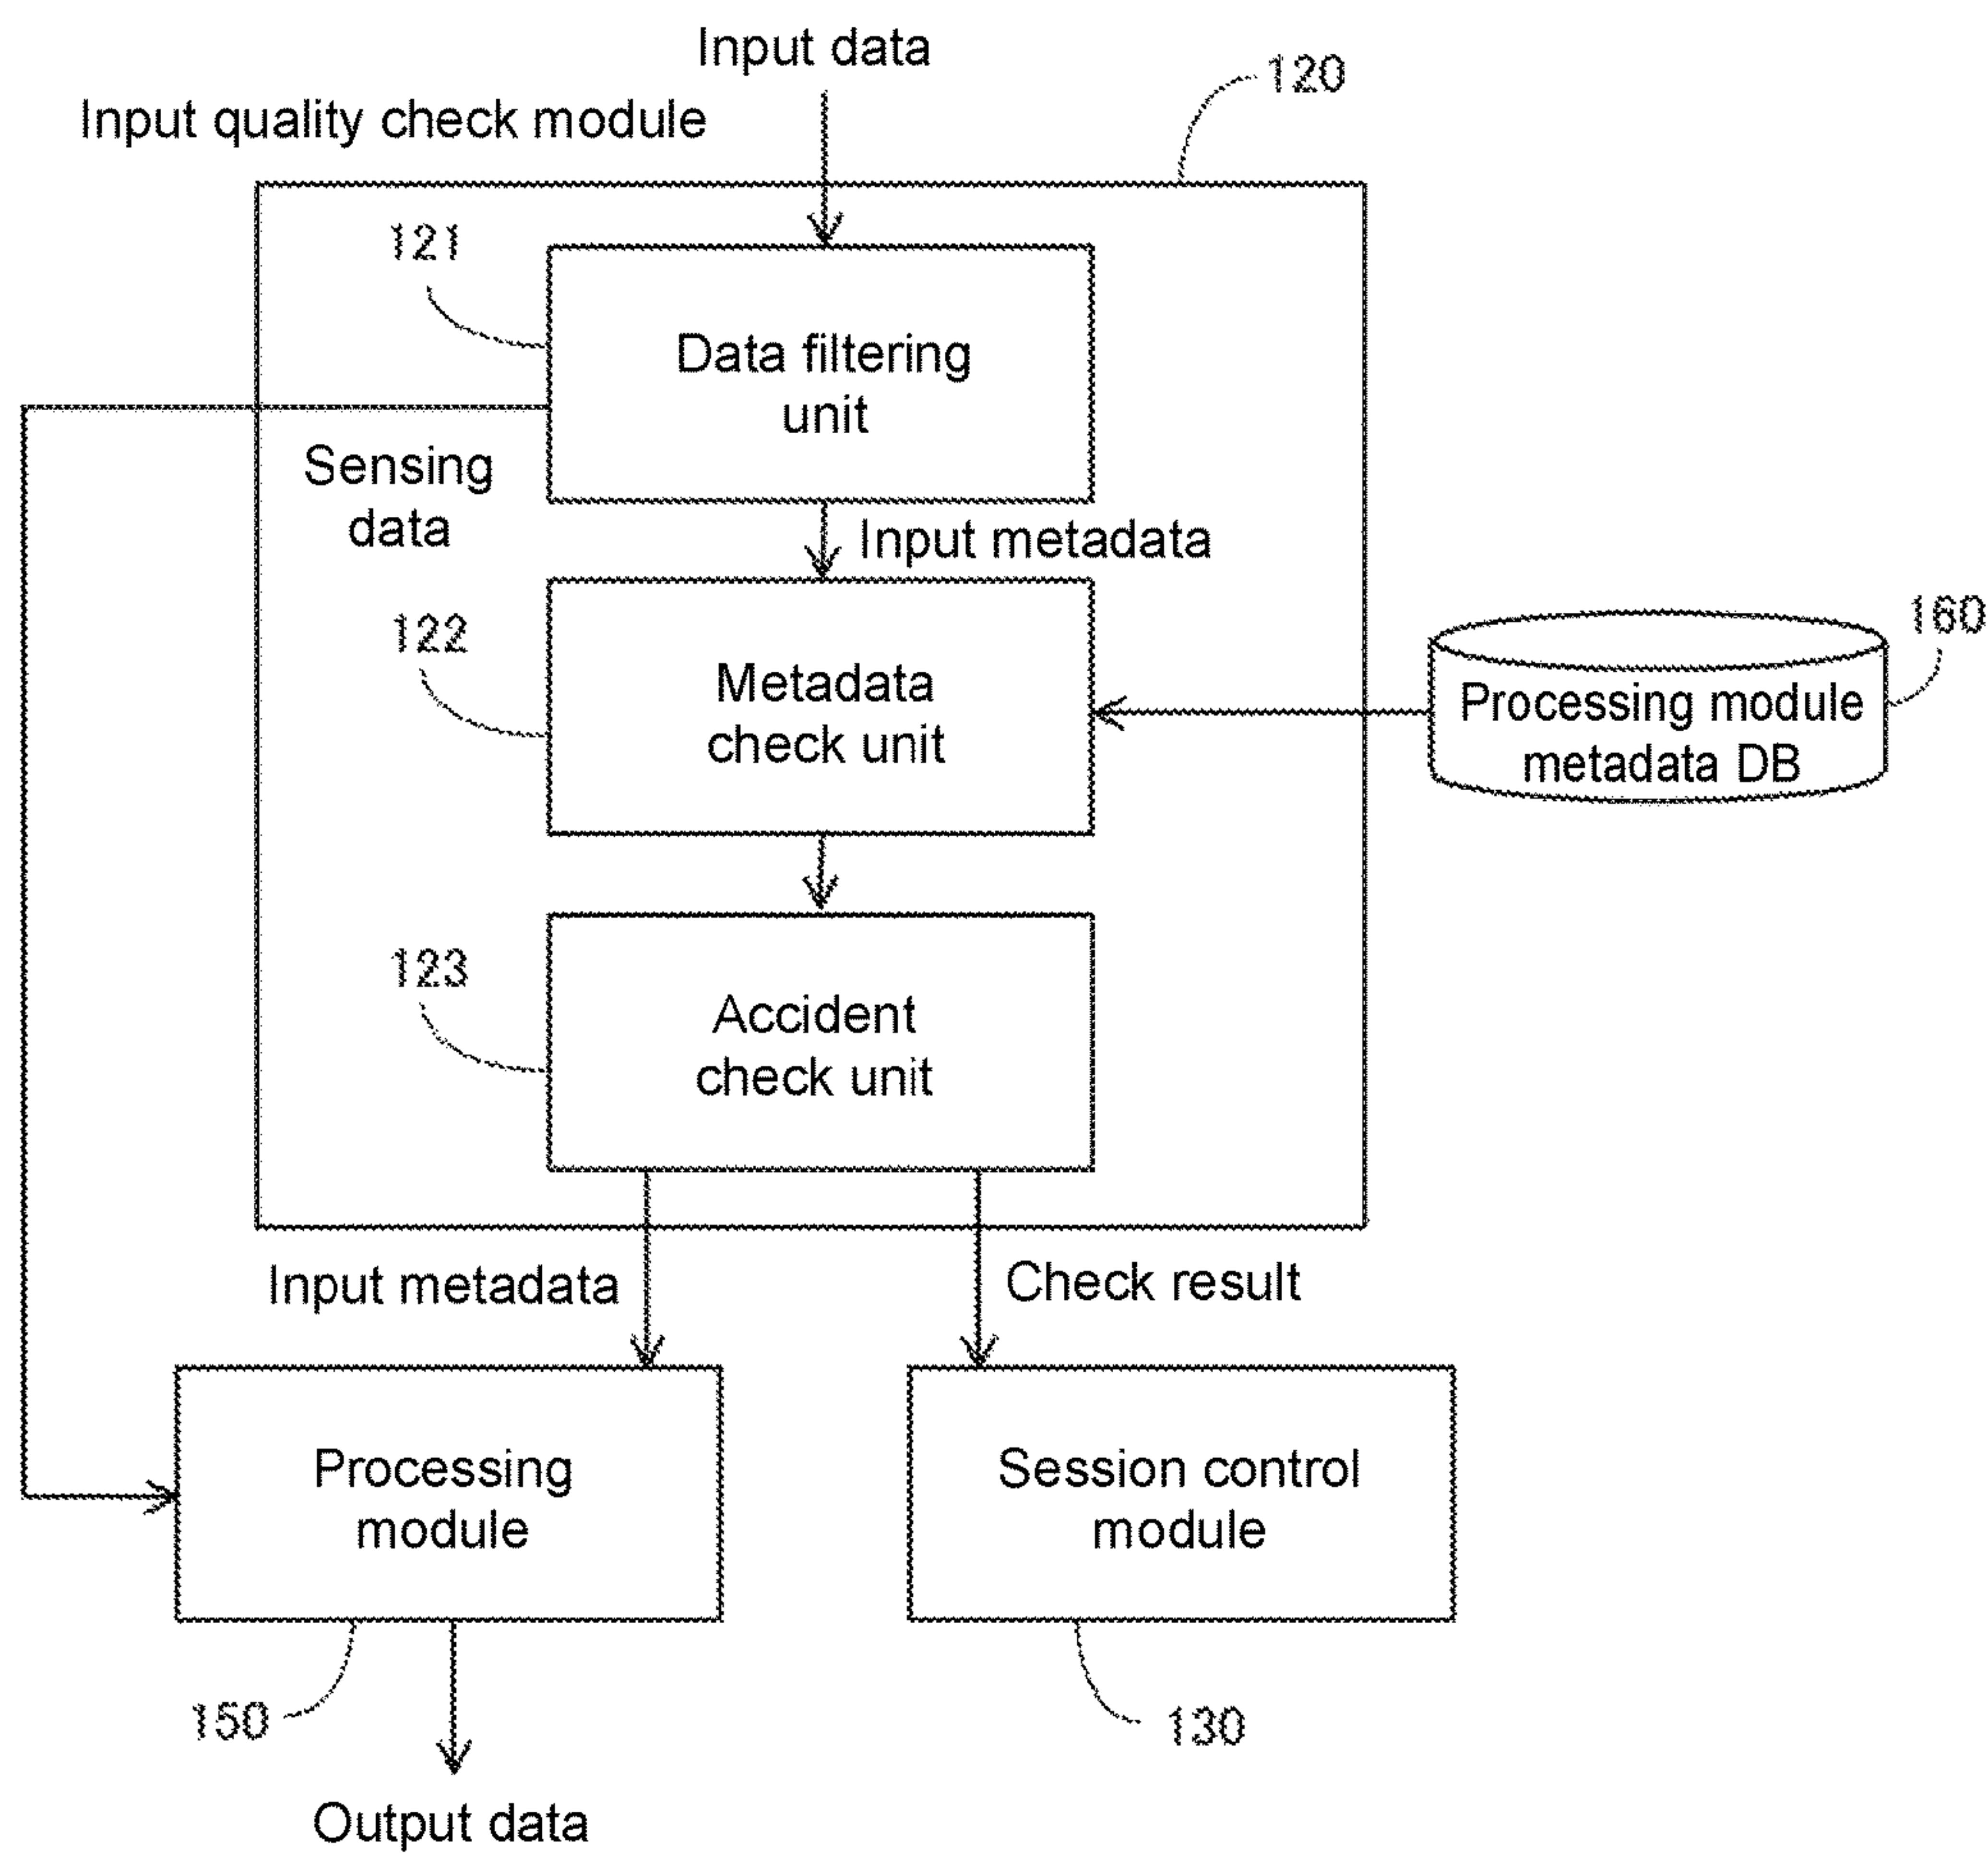 Input data
120
Input quality check module
121
Data filtering
unit
Sensing
data
Input metadata
122
Metadata
check unit
160
Processing module
metadata DB
123
Accident
check unit
Input metadata
Check result
Processing
module
Session control
module
150
130
Output data